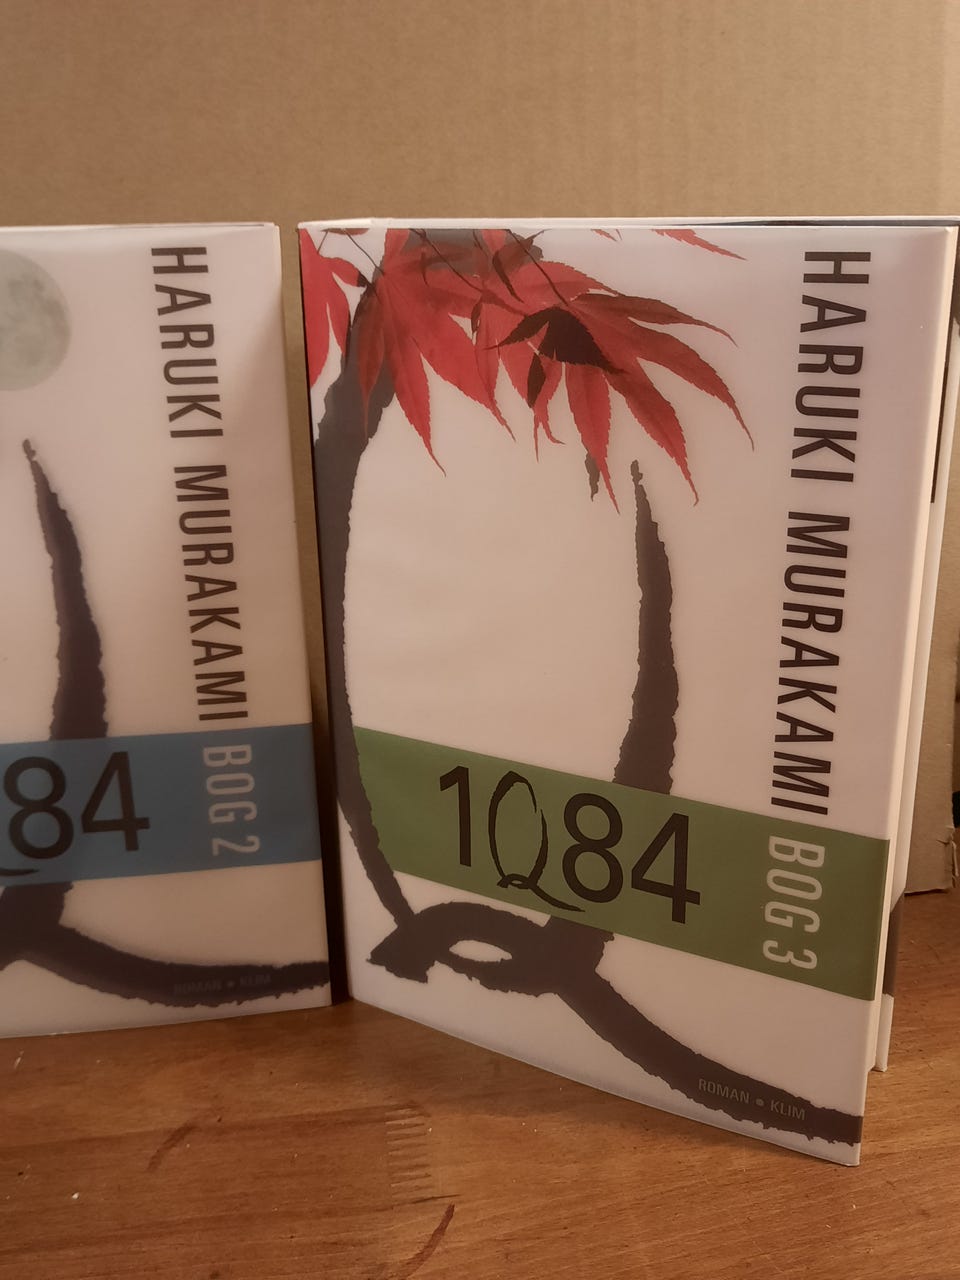 HARUKI MURAKAMI BOG 2
84
ROMAN • KLIM
HARUKI MURAKAMI BOG 3
1Q84
ROMAN • KLIM